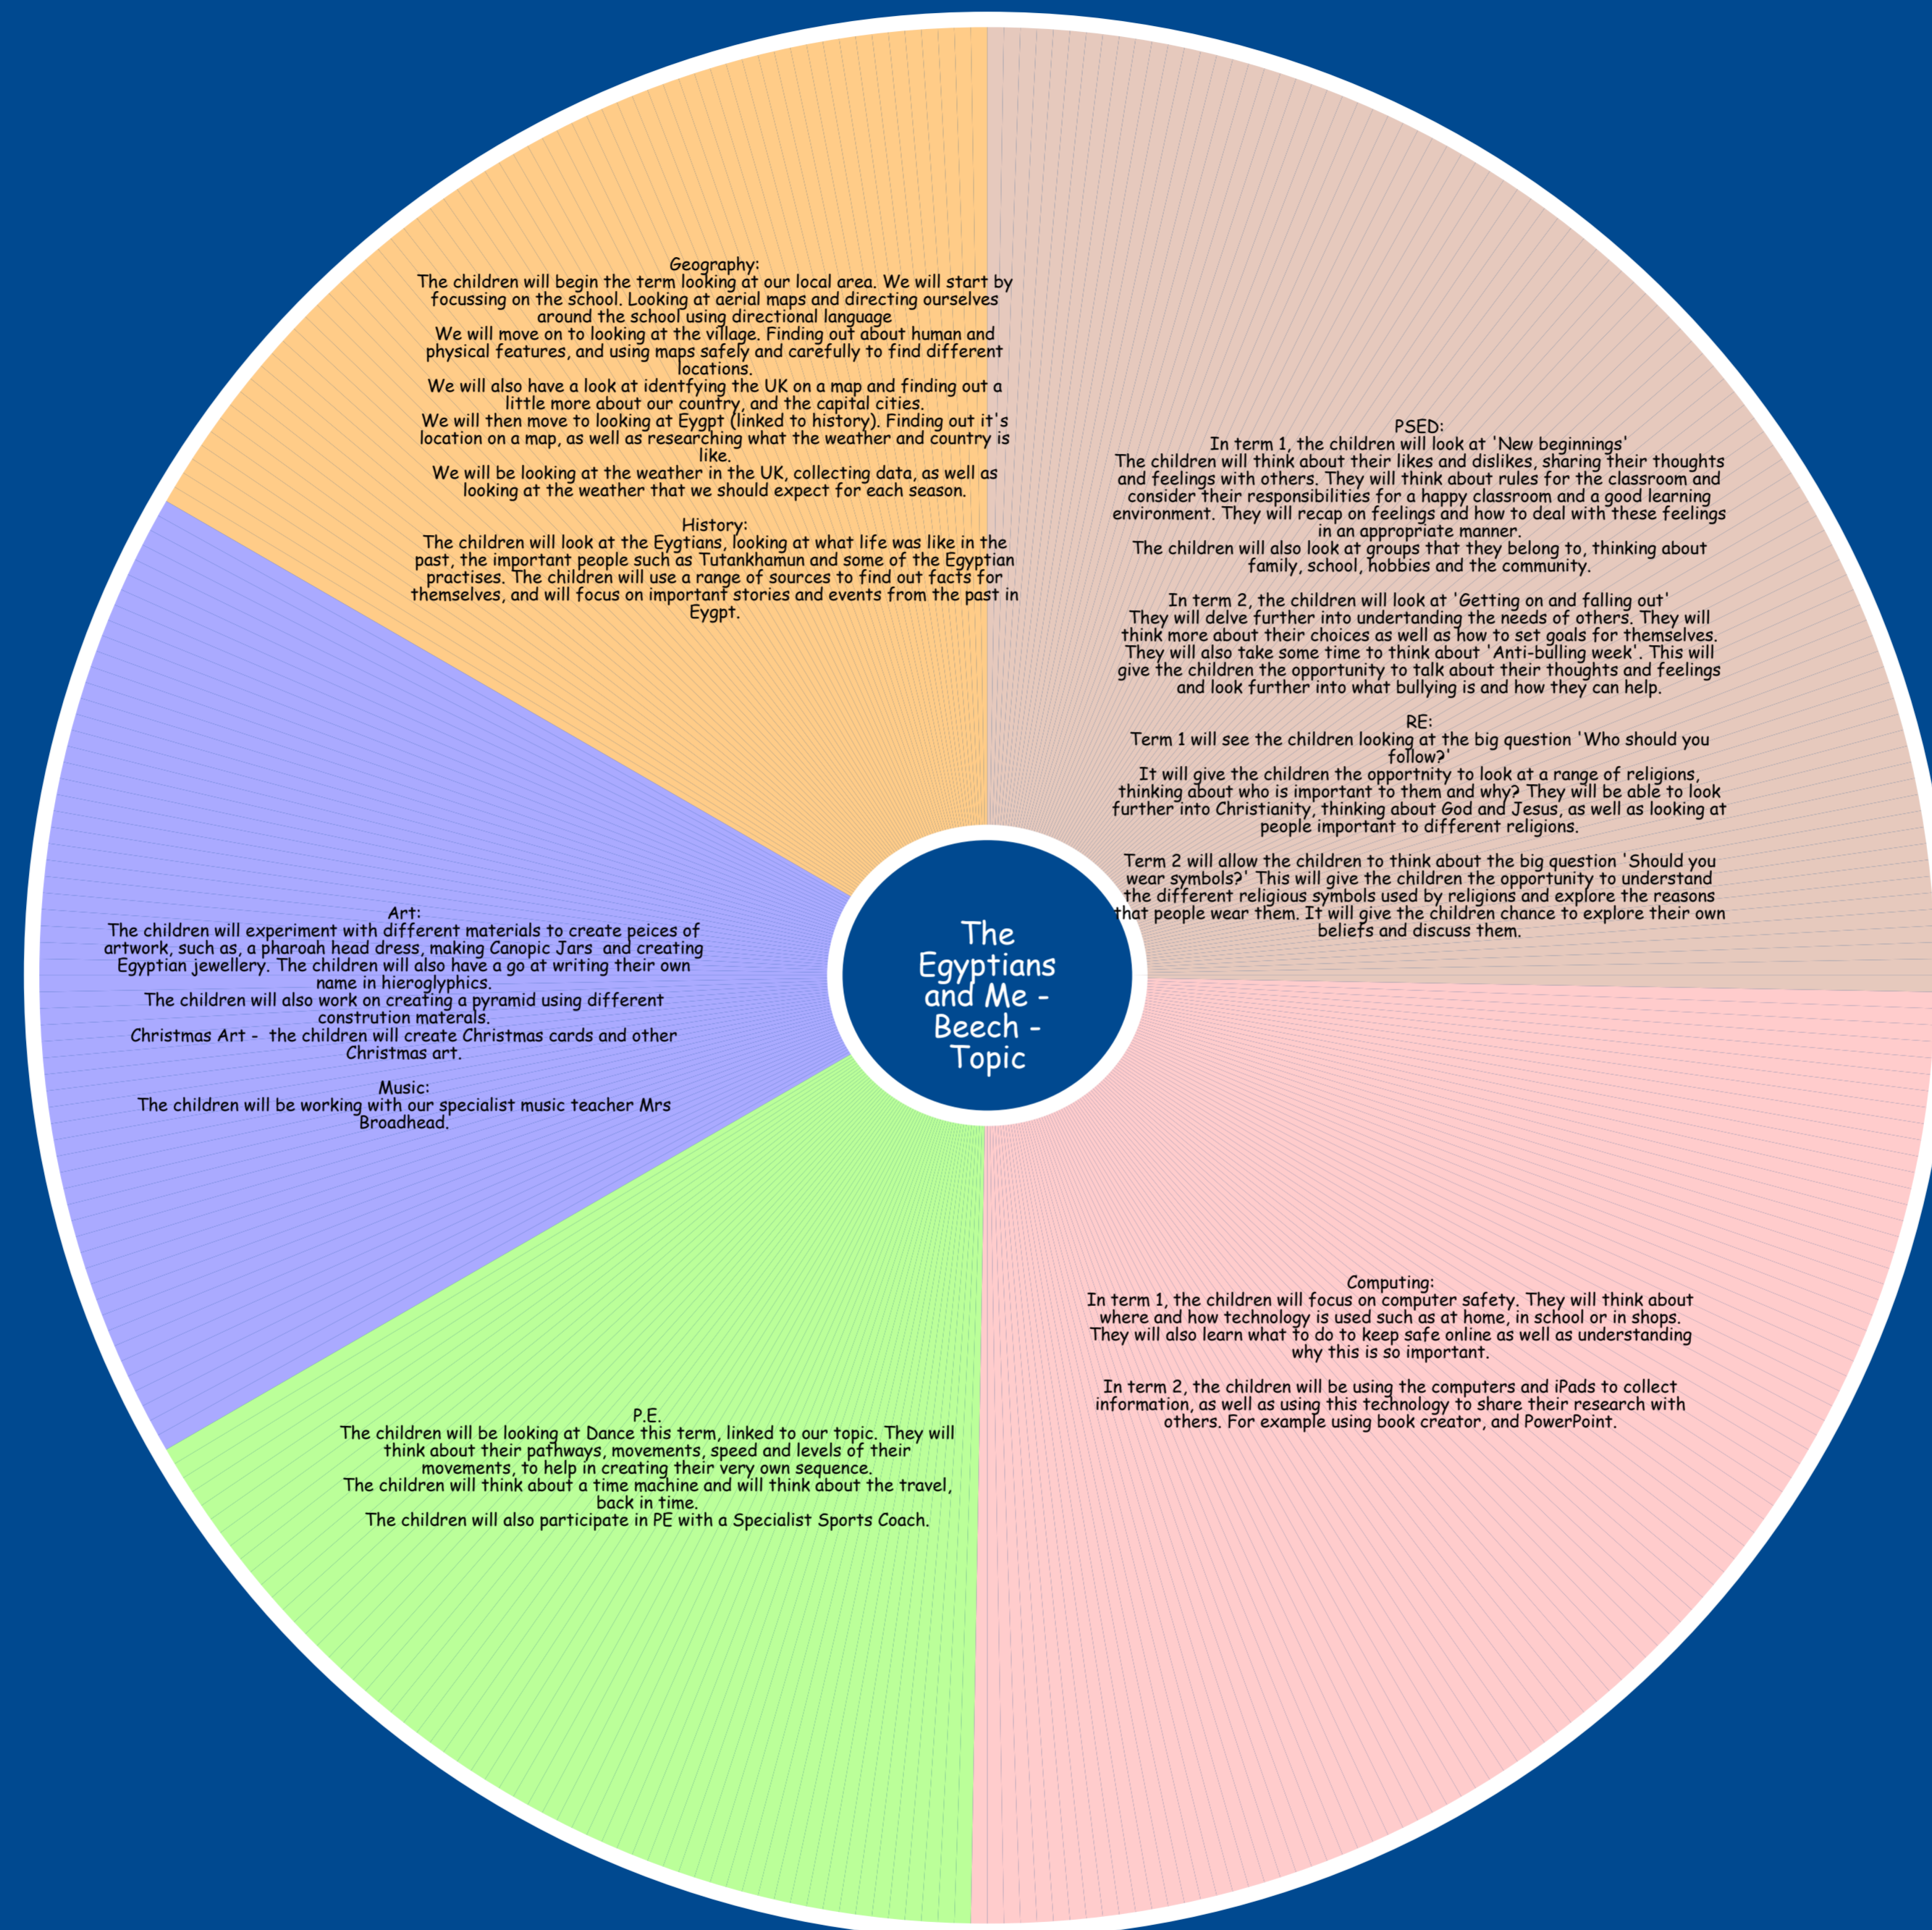 Geography:
The children will begin the term looking at our local area. We will start by
focussing on the school. Looking at aerial maps and directing ourselves
around the school using directional language
We will move on to looking at the village. Finding out about human and
physical features, and using maps safely and carefully to find different
locations.
We will also have a look at identfying the UK on a map and finding out a
little more about our country, and the capital cities.
We will then move to looking at Eygpt (linked to history). Finding out it's
location on a map, as well as researching what the weather and country is
like.
We will be looking at the weather in the UK, collecting data, as well as
looking at the weather that we should expect for each season.
History:
The children will look at the Eygtians, looking at what life was like in the
past, the important people such as Tutankhamun and some of the Egyptian
practises. The children will use a range of sources to find out facts for
themselves, and will focus on important stories and events from the past in
Eygpt.
PSED:
In term 1, the children will look at 'New beginnings'
The children will think about their likes and dislikes, sharing their thoughts
and feelings with others. They will think about rules for the classroom and
consider their responsibilities for a happy classroom and a good learning
environment. They will recap on feelings and how to deal with these feelings
in an appropriate manner.
The children will also look at groups that they belong to, thinking about
family, school, hobbies and the community.
In term 2, the children will look at 'Getting on and falling out'
They will delve further into undertanding the needs of others. They will
think more about their choices as well as how to set goals for themselves.
They will also take some time to think about 'Anti-bulling week'. This will
give the children the opportunity to talk about their thoughts and feelings
and look further into what bullying is and how they can help.
RE:
Term 1 will see the children looking at the big question 'Who should you
follow?'
It will give the children the opportnity to look at a range of religions,
thinking about who is important to them and why? They will be able to look
further into Christianity, thinking about God and Jesus, as well as looking at
people important to different religions.
Term 2 will allow the children to think about the big question 'Should you
wear symbols?' This will give the children the opportunity to understand
the different religious symbols used by religions and explore the reasons
that people wear them. It will give the children chance to explore their own
beliefs and discuss them.
Art:
The children will experiment with different materials to create peices of
artwork, such as, a pharoah head dress, making Canopic Jars  and creating
Egyptian jewellery. The children will also have a go at writing their own
name in hieroglyphics.
The children will also work on creating a pyramid using different
constrution materals.
Christmas Art -  the children will create Christmas cards and other
Christmas art.
Music:
The children will be working with our specialist music teacher Mrs
Broadhead.
The
Egyptians
and Me -
Beech -
Topic
Computing:
In term 1, the children will focus on computer safety. They will think about
where and how technology is used such as at home, in school or in shops.
They will also learn what to do to keep safe online as well as understanding
why this is so important.
In term 2, the children will be using the computers and iPads to collect
information, as well as using this technology to share their research with
others. For example using book creator, and PowerPoint.
P.E.
The children will be looking at Dance this term, linked to our topic. They will
think about their pathways, movements, speed and levels of their
movements, to help in creating their very own sequence.
The children will think about a time machine and will think about the travel,
back in time.
The children will also participate in PE with a Specialist Sports Coach.